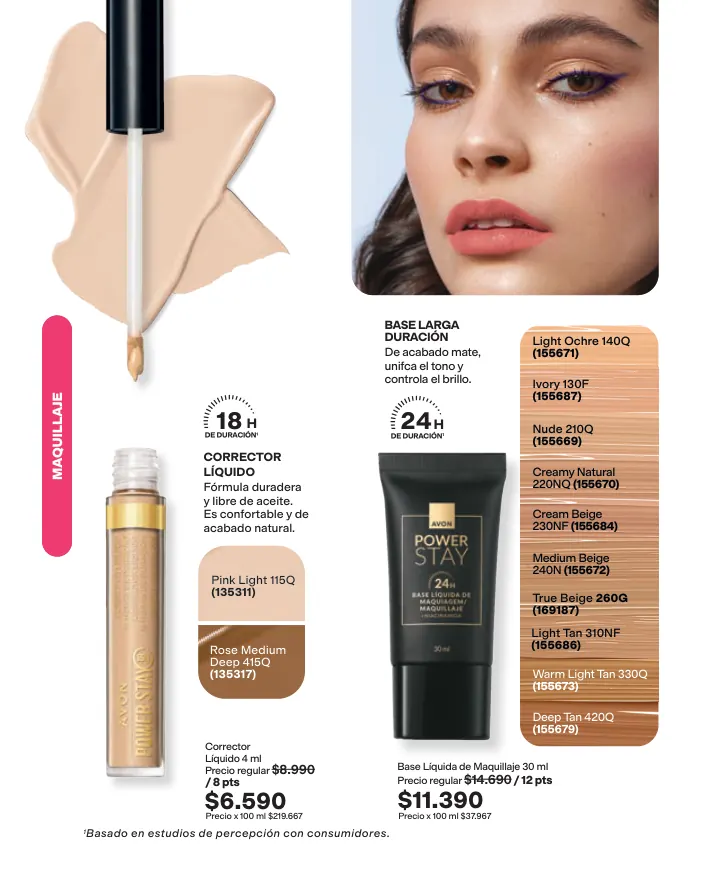 MAQUILLAJE
18 H
DE DURACIÓN¹
CORRECTOR
LÍQUIDO
Fórmula duradera
y libre de aceite.
Es confortable y de
acabado natural.
Pink Light 115Q
(135311)
Rose Medium
Deep 415Q
(135317)
AVON
POWER STAY 18H
Corrector
Líquido 4 ml
Precio regular $8.990
/ 8 pts
$6.590
Precio x 100 ml $219.667
BASE LARGA
DURACIÓN
De acabado mate,
unifca el tono y
controla el brillo.
24 H
DE DURACIÓN¹
AVON
POWER
STAY
24H
BASE LÍQUIDA DE
MAQUIAGEM/
MAQUILLAJE
30 ml
Light Ochre 140Q
(155671)
Ivory 130F
(155687)
Nude 210Q
(155669)
Creamy Natural
220NQ (155670)
Cream Beige
230NF (155684)
Medium Beige
240N (155672)
True Beige 260G
(169187)
Light Tan 310NF
(155686)
Warm Light Tan 330Q
(155673)
Deep Tan 420Q
(155679)
Base Líquida de Maquillaje 30 ml
Precio regular $14.690 / 12 pts
$11.390
Precio x 100 ml $37.967
¹Basado en estudios de percepción con consumidores.